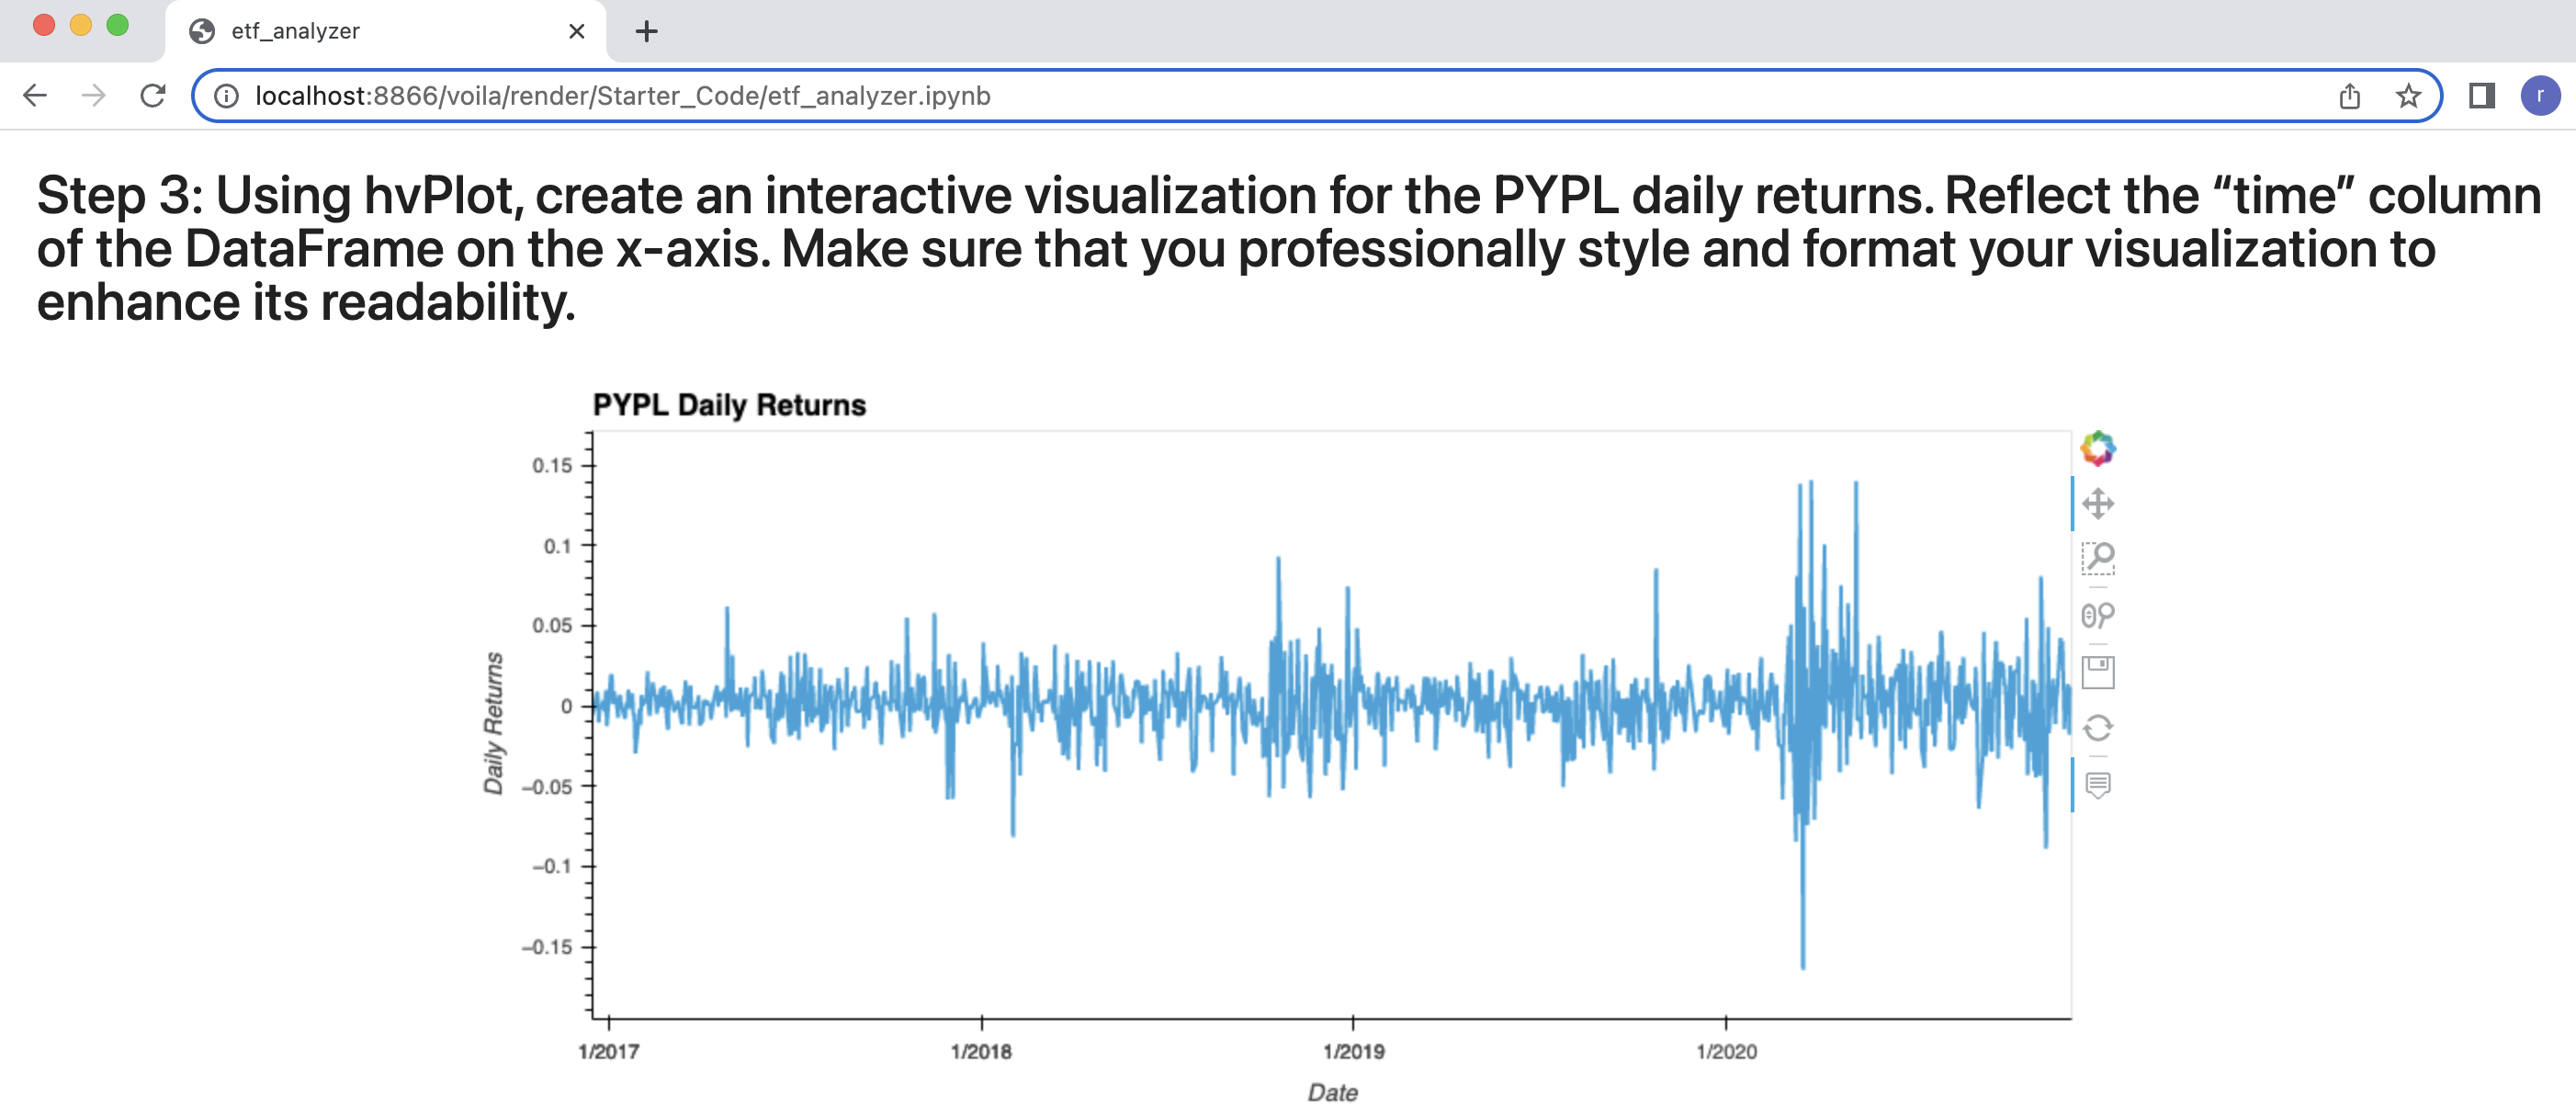 etf_analyzer
localhost:8866/voila/render/Starter_Code/etf_analyzer.ipynb
r
Step 3: Using hvPlot, create an interactive visualization for the PYPL daily returns. Reflect the “time” column
of the DataFrame on the x-axis. Make sure that you professionally style and format your visualization to
enhance its readability.
PYPL Daily Returns
0.15
0.1
0.05
0
−0.05
−0.1
−0.15
Daily Returns
1/2017 1/2018 1/2019 1/2020
Date